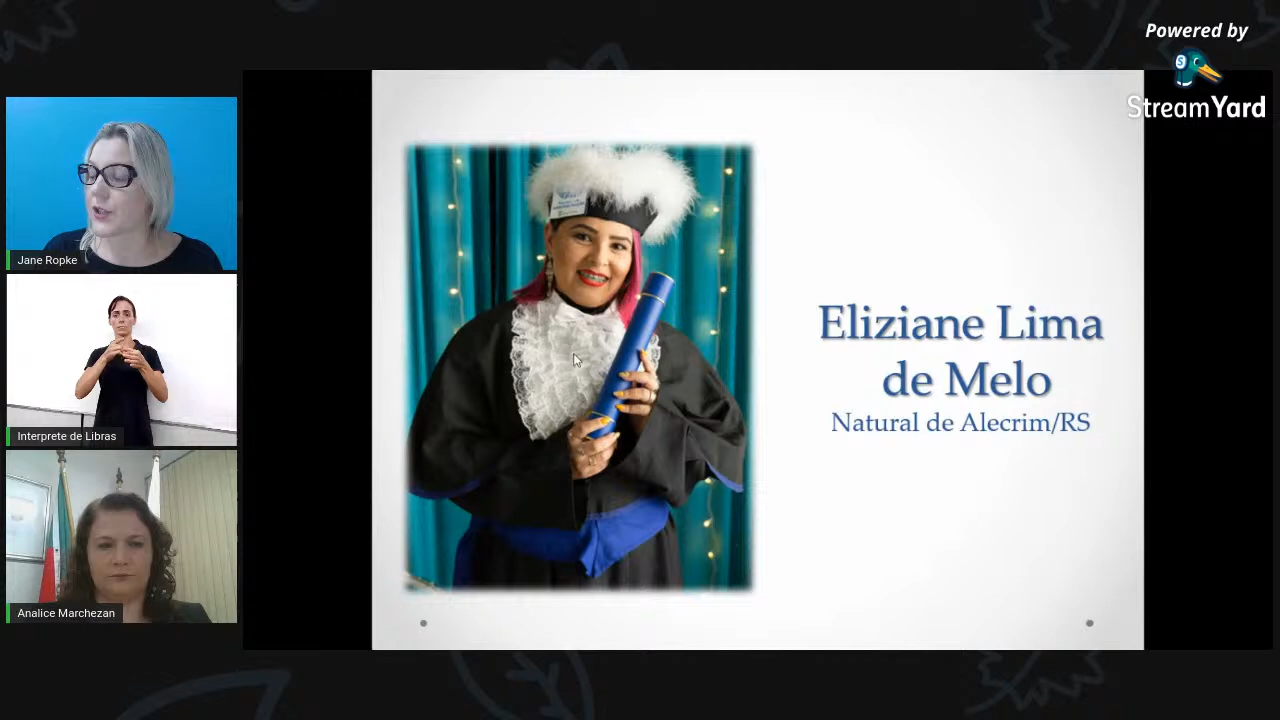 Powered by
StreamYard
Jane Ropke
Interprete de Libras
Analice Marchezan
Eliziane Lima
de Melo
Natural de Alecrim/RS